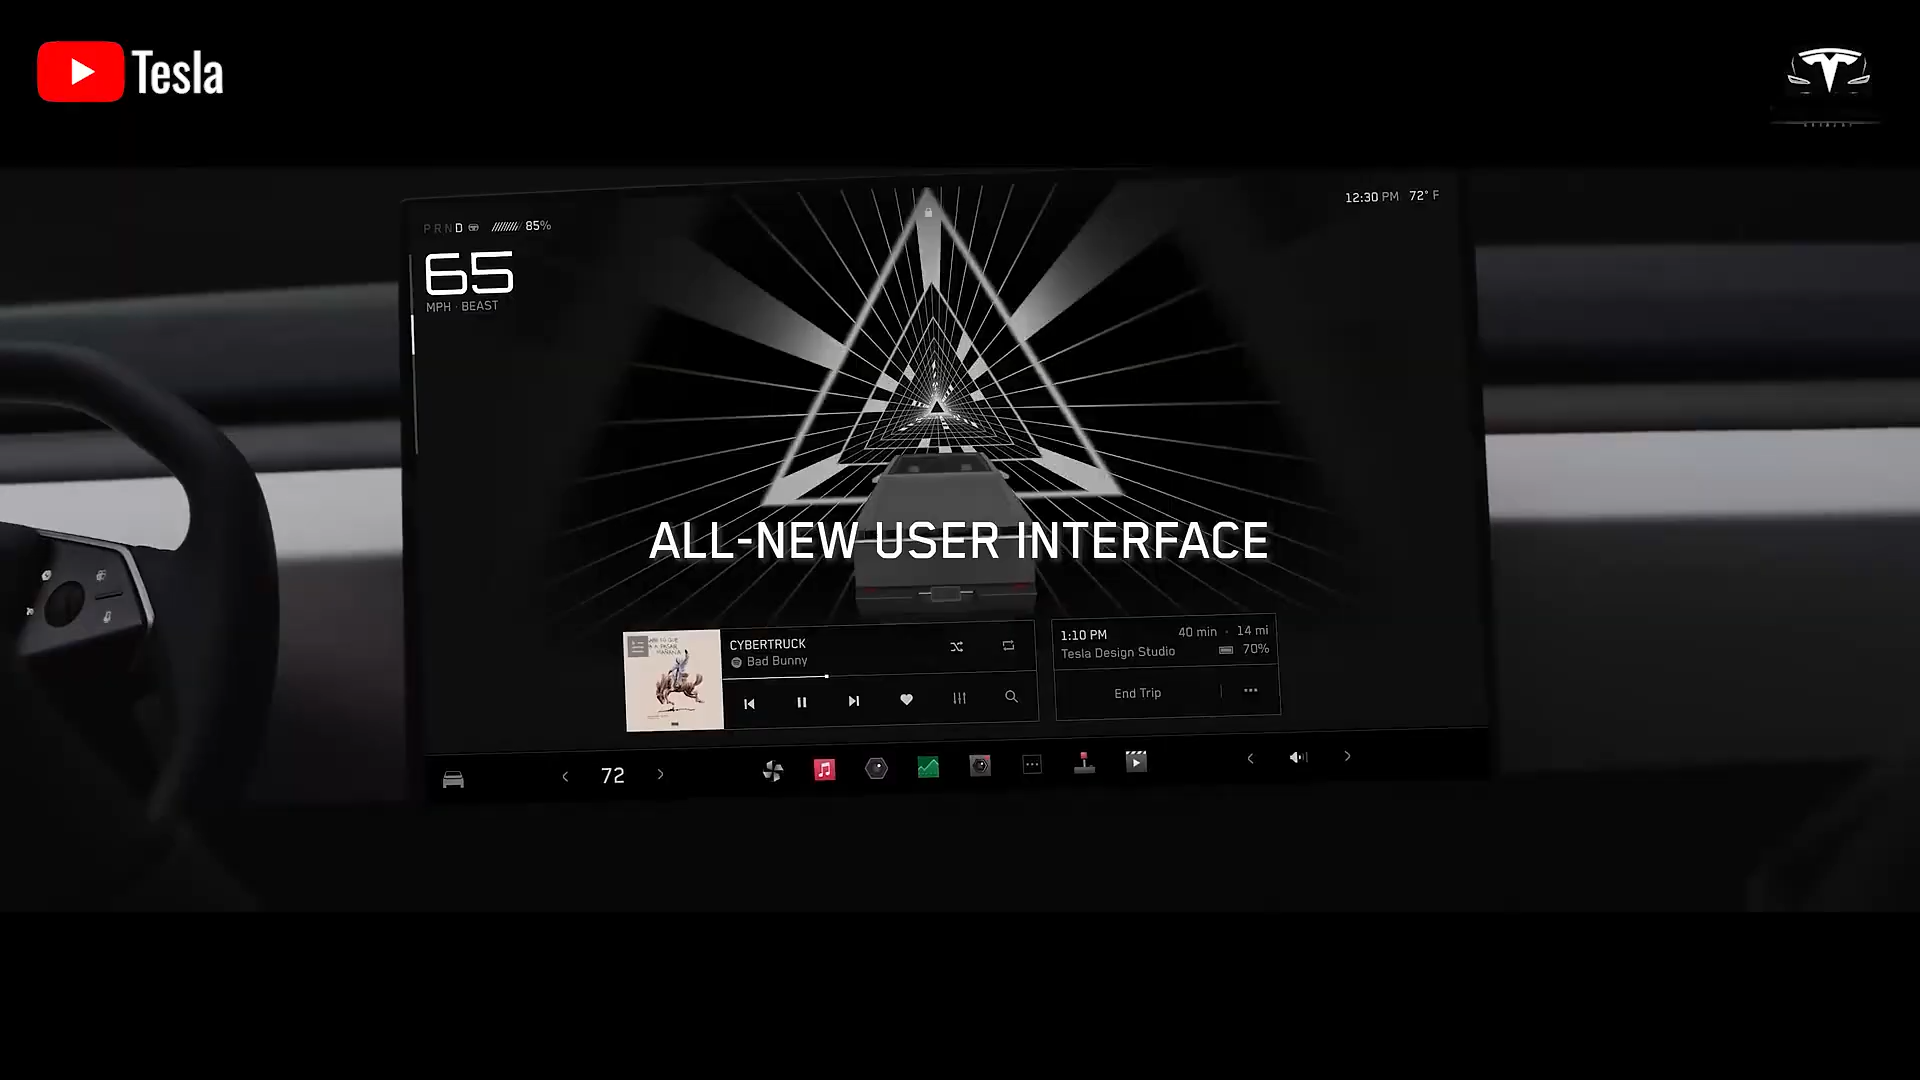 Tesla
12:30 PM 72° F
PRND 85%
65
MPH · BEAST
ALL-NEW USER INTERFACE
CYBERTRUCK
Bad Bunny
1:10 PM 40 min · 14 mi
Tesla Design Studio 70%
End Trip
72